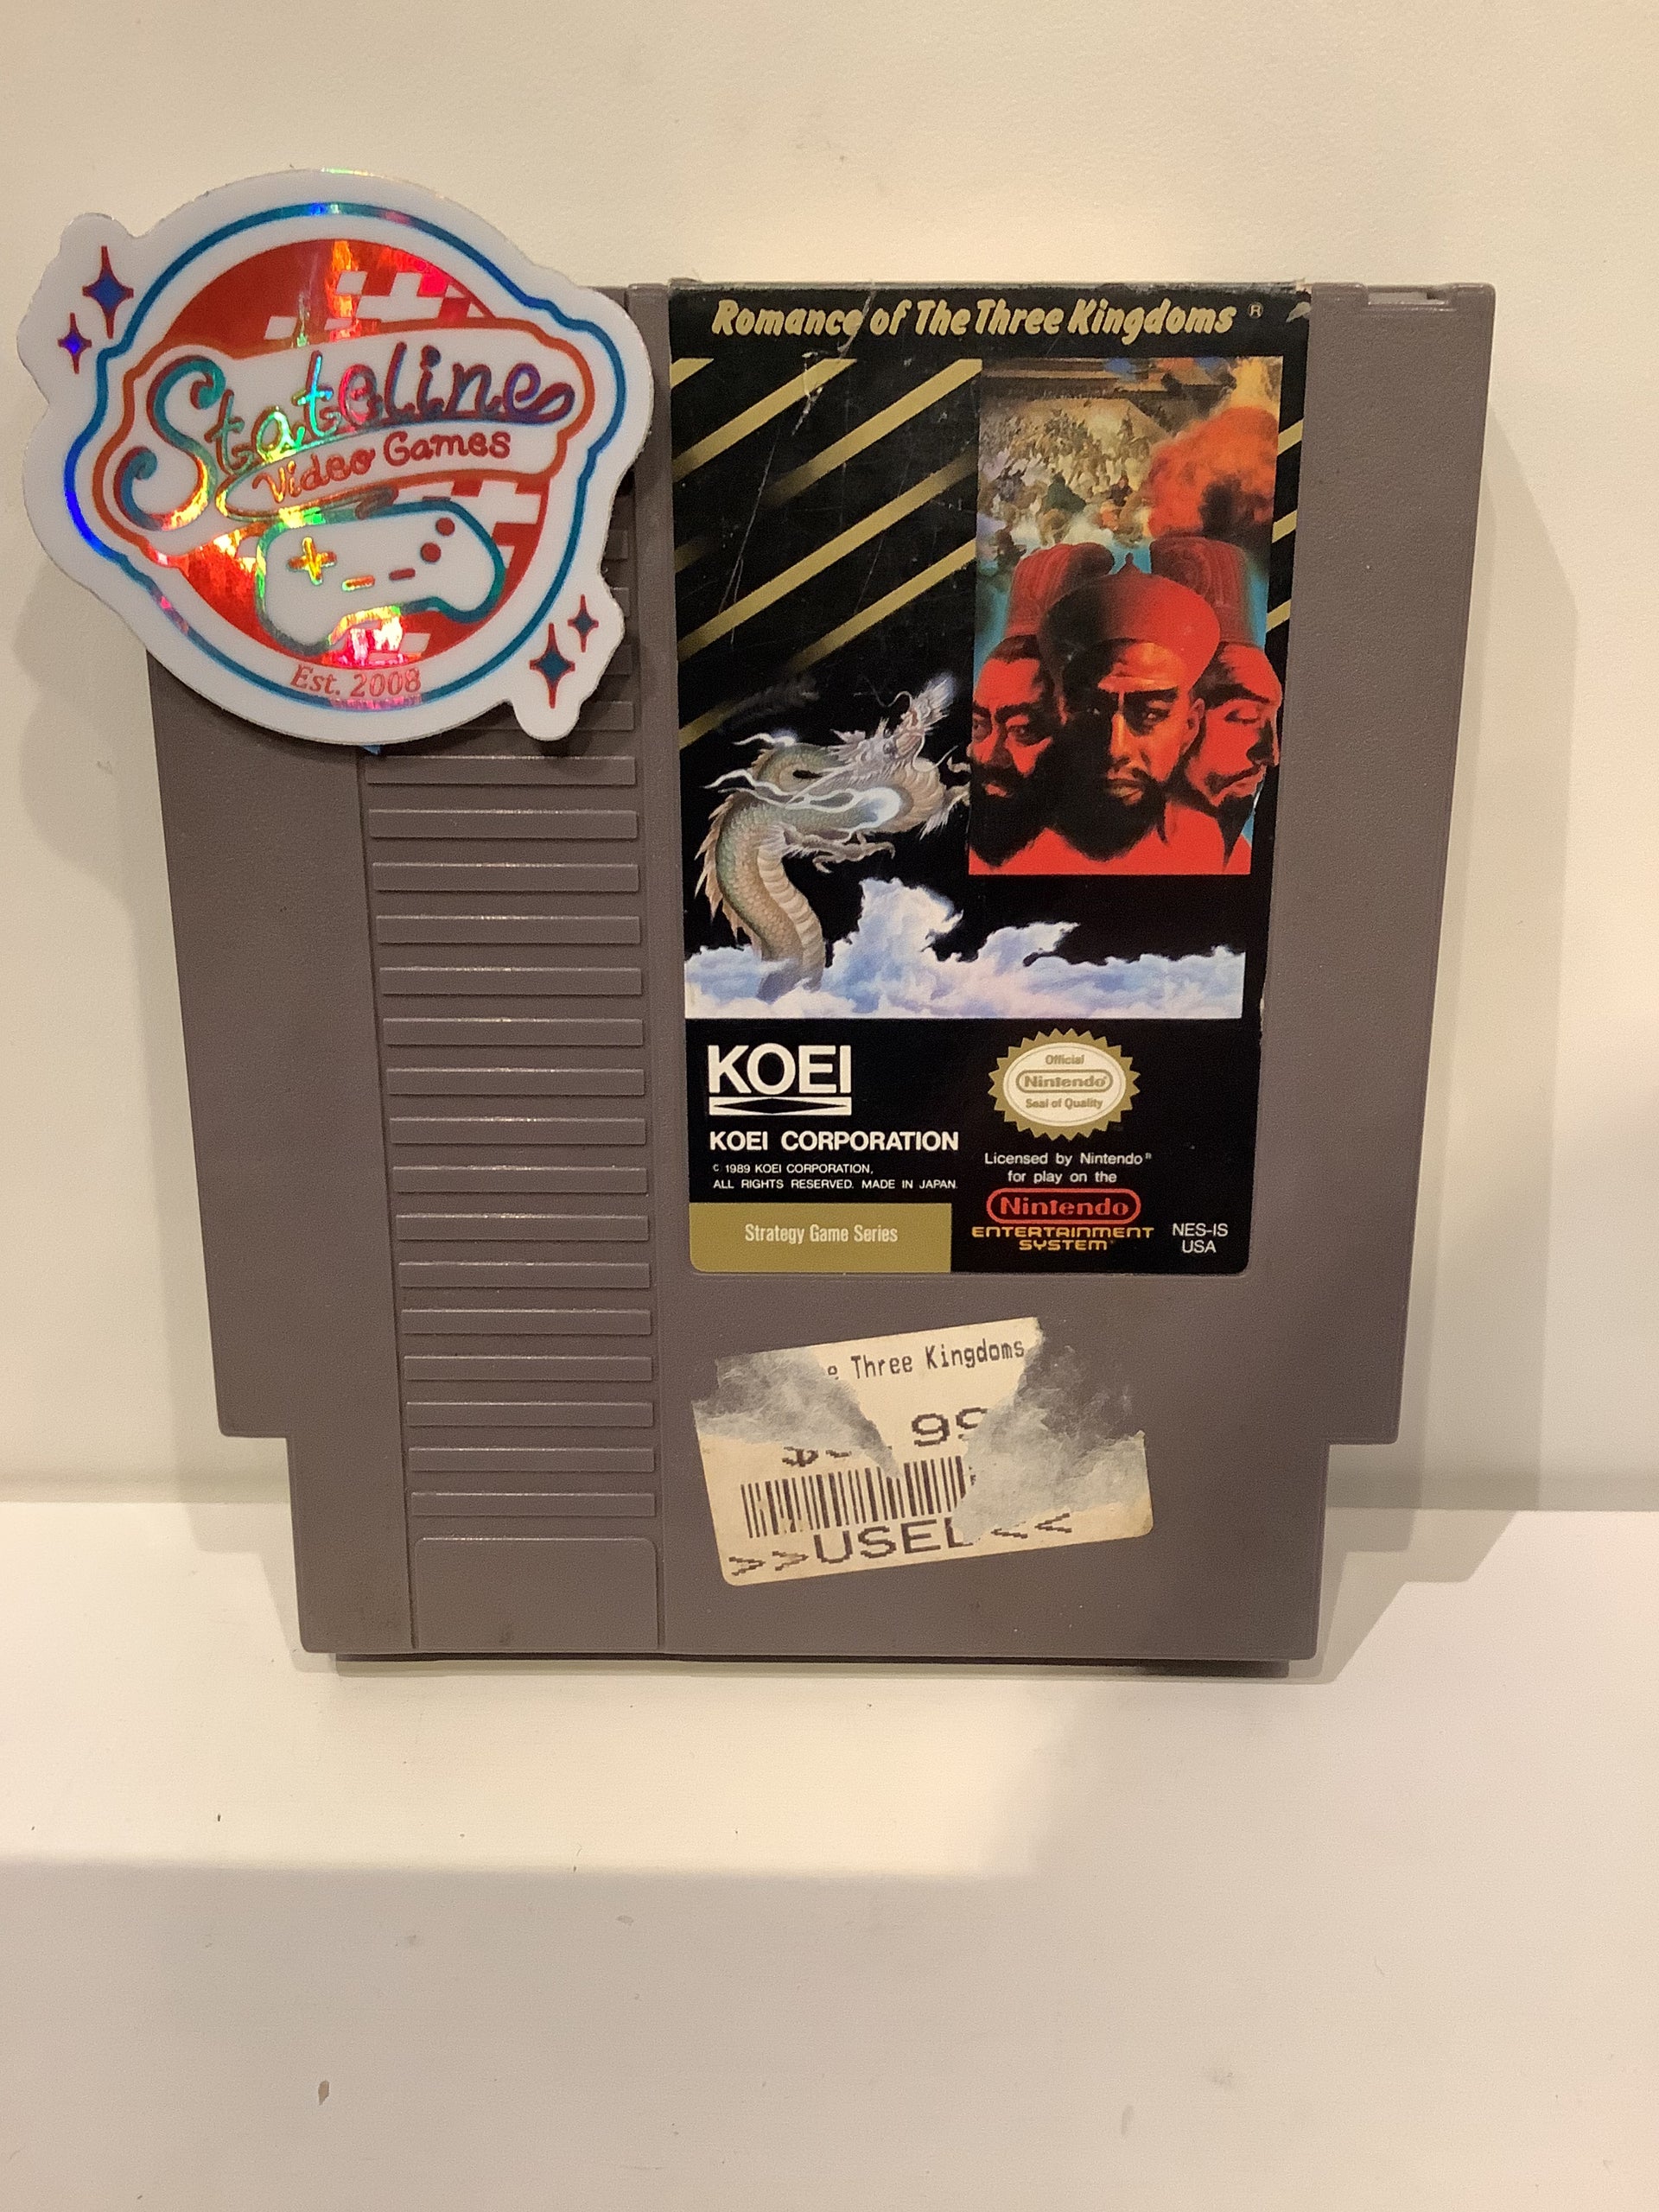 Stateline
Video Games
Est. 2008
Romance of The Three Kingdoms ®
KOEI
KOEI CORPORATION
© 1989 KOEI CORPORATION,
ALL RIGHTS RESERVED. MADE IN JAPAN.
Strategy Game Series
Official
Nintendo
Seal of Quality
Licensed by Nintendo®
for play on the
Nintendo
ENTERTAINMENT
SYSTEM™
NES-IS
USA
Three Kingdoms